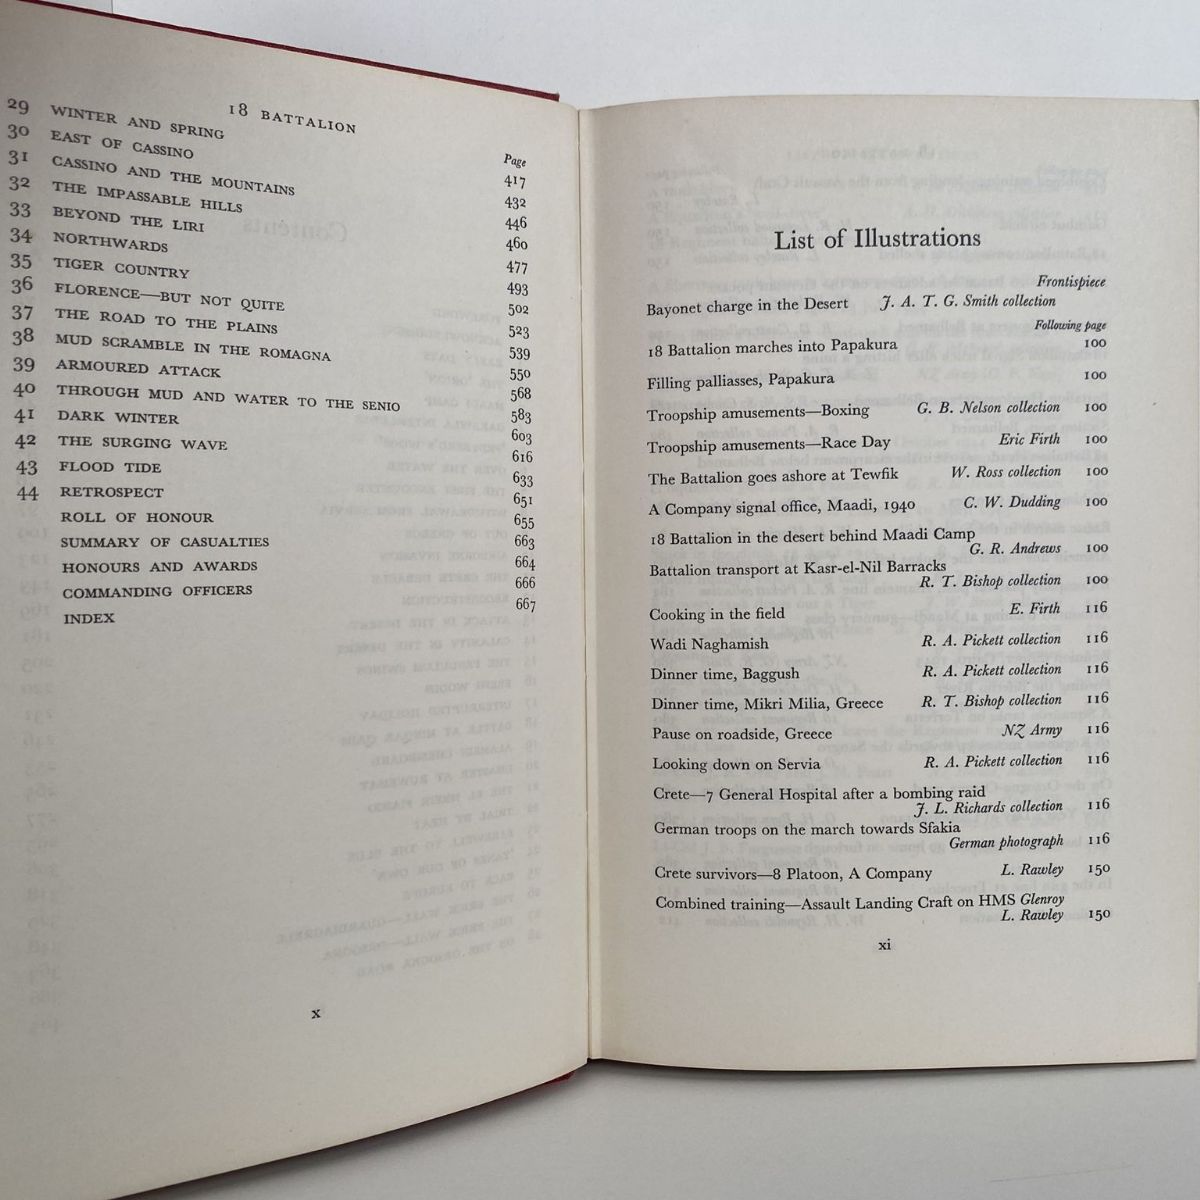 18 BATTALION
Page
29 WINTER AND SPRING 417
30 EAST OF CASSINO 432
31 CASSINO AND THE MOUNTAINS 446
32 THE IMPASSABLE HILLS 460
33 BEYOND THE LIRI 477
34 NORTHWARDS 493
35 TIGER COUNTRY 502
36 FLORENCE—BUT NOT QUITE 523
37 THE ROAD TO THE PLAINS 539
38 MUD SCRAMBLE IN THE ROMAGNA 550
39 ARMOURED ATTACK 568
40 THROUGH MUD AND WATER TO THE SENIO 583
41 DARK WINTER 603
42 THE SURGING WAVE 616
43 FLOOD TIDE 633
44 RETROSPECT 651
ROLL OF HONOUR 655
SUMMARY OF CASUALTIES 663
HONOURS AND AWARDS 664
COMMANDING OFFICERS 666
INDEX 667
x
List of Illustrations
Frontispiece
Bayonet charge in the Desert J. A. T. G. Smith collection
Following page
18 Battalion marches into Papakura 100
Filling palliasses, Papakura 100
Troopship amusements—Boxing G. B. Nelson collection 100
Troopship amusements—Race Day Eric Firth 100
The Battalion goes ashore at Tewfik W. Ross collection 100
A Company signal office, Maadi, 1940 C. W. Dudding 100
18 Battalion in the desert behind Maadi Camp
G. R. Andrews 100
Battalion transport at Kasr-el-Nil Barracks
R. T. Bishop collection 100
Cooking in the field E. Firth 116
Wadi Naghamish R. A. Pickett collection 116
Dinner time, Baggush R. A. Pickett collection 116
Dinner time, Mikri Milia, Greece R. T. Bishop collection 116
Pause on roadside, Greece NZ Army 116
Looking down on Servia R. A. Pickett collection 116
Crete—7 General Hospital after a bombing raid
J. L. Richards collection 116
German troops on the march towards Sfakia
German photograph 116
Crete survivors—8 Platoon, A Company L. Rawley 150
Combined training—Assault Landing Craft on HMS Glenroy
L. Rawley 150
xi